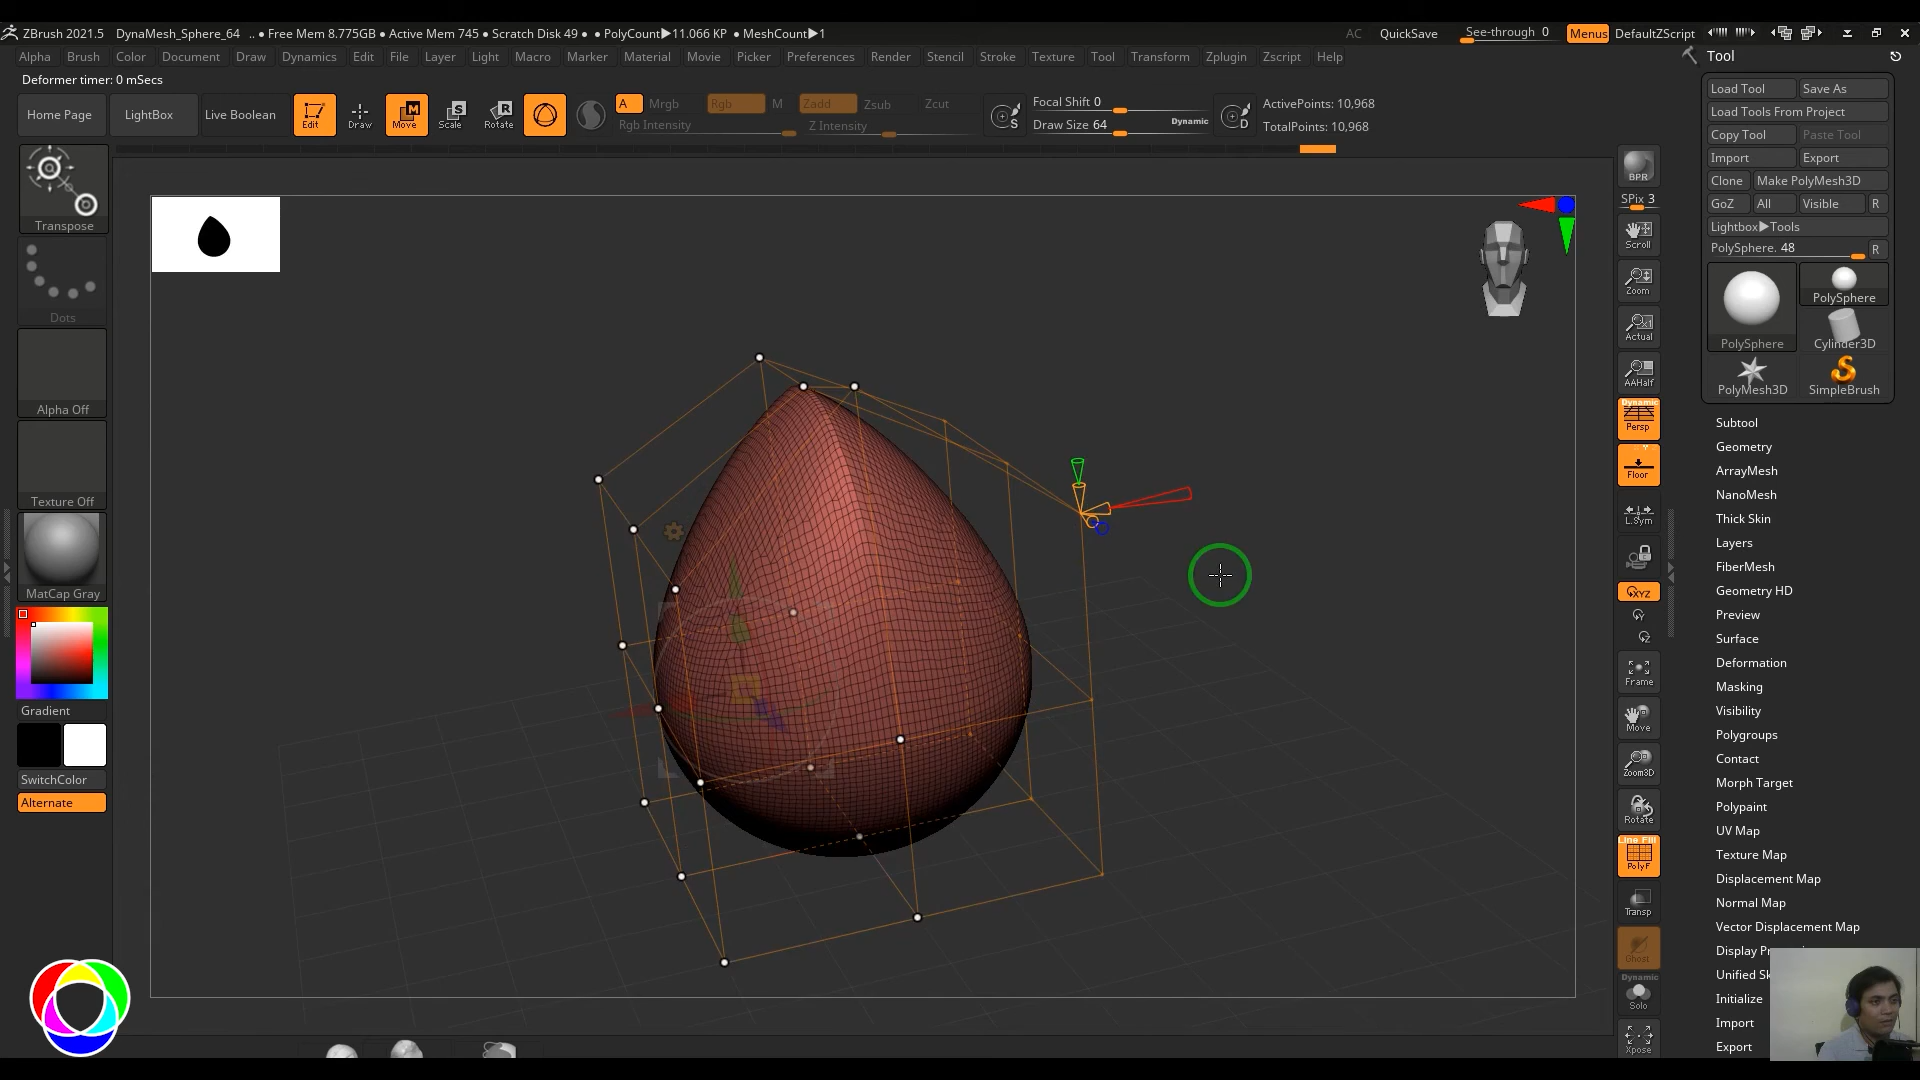 ZBrush 2021.5 DynaMesh_Sphere_64 .. ● Free Mem 8.775GB ● Active Mem 745 ● Scratch Disk 49 ● ● PolyCount▶11.066 KP ● MeshCount▶1 AC QuickSave See-through 0 Menus DefaultZScript
Alpha Brush Color Document Draw Dynamics Edit File Layer Light Macro Marker Material Movie Picker Preferences Render Stencil Stroke Texture Tool Transform Zplugin Zscript Help
Deformer timer: 0 mSecs
Home Page LightBox Live Boolean Edit Draw Move Scale Rotate
A Mrgb Rgb M Zadd Zsub Zcut
Rgb Intensity Z Intensity
S Focal Shift 0
Draw Size 64 Dynamic D
ActivePoints: 10,968
TotalPoints: 10,968
Transpose
Dots
Alpha Off
Texture Off
MatCap Gray
Gradient
SwitchColor
Alternate
BPR
SPix 3
Scroll
Zoom
Actual
AAHalf
Dynamic
Persp
Floor
L.Sym
XYZ
Y
Z
Frame
Move
Zoom3D
Rotate
Line Fill
PolyF
Transp
Ghost
Dynamic
Solo
Xpose
Tool
Load Tool Save As
Load Tools From Project
Copy Tool Paste Tool
Import Export
Clone Make PolyMesh3D
GoZ All Visible R
Lightbox▶Tools
PolySphere. 48 R
PolySphere
PolySphere Cylinder3D
PolyMesh3D SimpleBrush
Subtool
Geometry
ArrayMesh
NanoMesh
Thick Skin
Layers
FiberMesh
Geometry HD
Preview
Surface
Deformation
Masking
Visibility
Polygroups
Contact
Morph Target
Polypaint
UV Map
Texture Map
Displacement Map
Normal Map
Vector Displacement Map
Display
Unified
Initialize
Import
Export